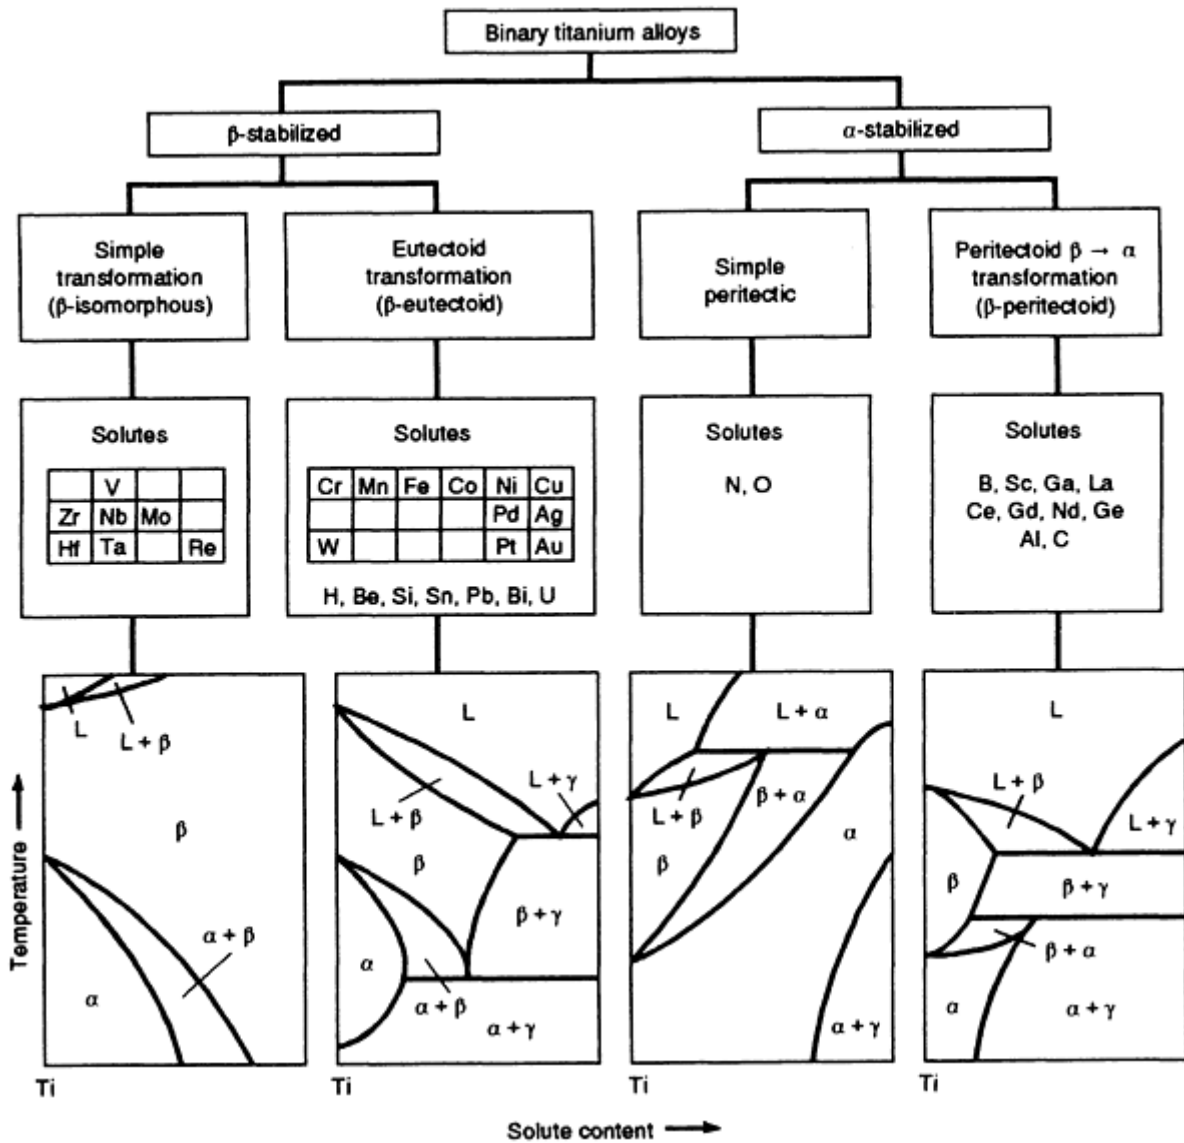 Binary titanium alloys
β-stabilized
α-stabilized
Simple
transformation
(β-isomorphous)
Eutectoid
transformation
(β-eutectoid)
Simple
peritectic
Peritectoid β → α
transformation
(β-peritectoid)
Solutes
V
Zr Nb Mo
Hf Ta Re
Solutes
Cr Mn Fe Co Ni Cu
Pd Ag
W Pt Au
H, Be, Si, Sn, Pb, Bi, U
Solutes
N, O
Solutes
B, Sc, Ga, La
Ce, Gd, Nd, Ge
Al, C
Temperature
L
L + β
β
α + β
α
Ti
L
L + γ
L + β
β
β + γ
α
α + β
α + γ
Ti
L
L + α
L + β
β + α
β
α
α + γ
Ti
L
L + β
L + γ
β
β + γ
β + α
α
α + γ
Ti
Solute content